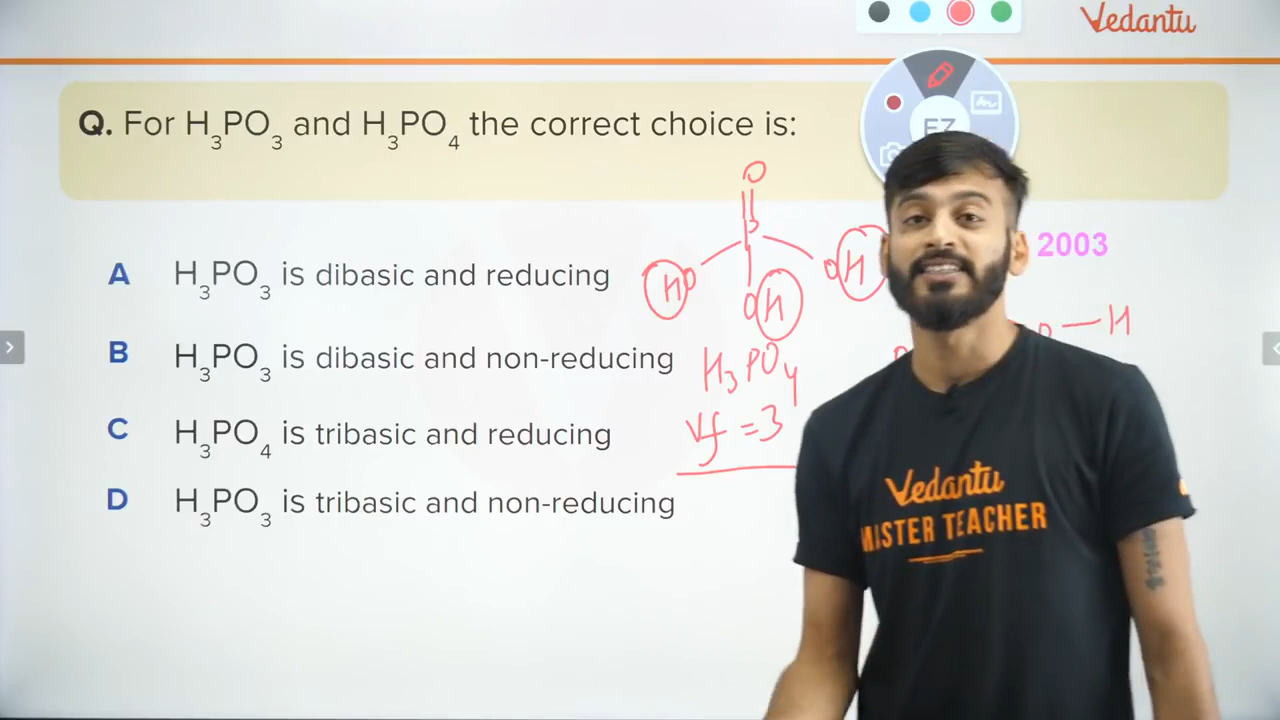 Vedantu
Q. For H₃PO₃ and H₃PO₄ the correct choice is:
2003
A H₃PO₃ is dibasic and reducing
B H₃PO₃ is dibasic and non-reducing
C H₃PO₄ is tribasic and reducing
D H₃PO₃ is tribasic and non-reducing
O
P
HO
OH
OH
H₃PO₄
Vf = 3
H
Vedantu
MASTER TEACHER